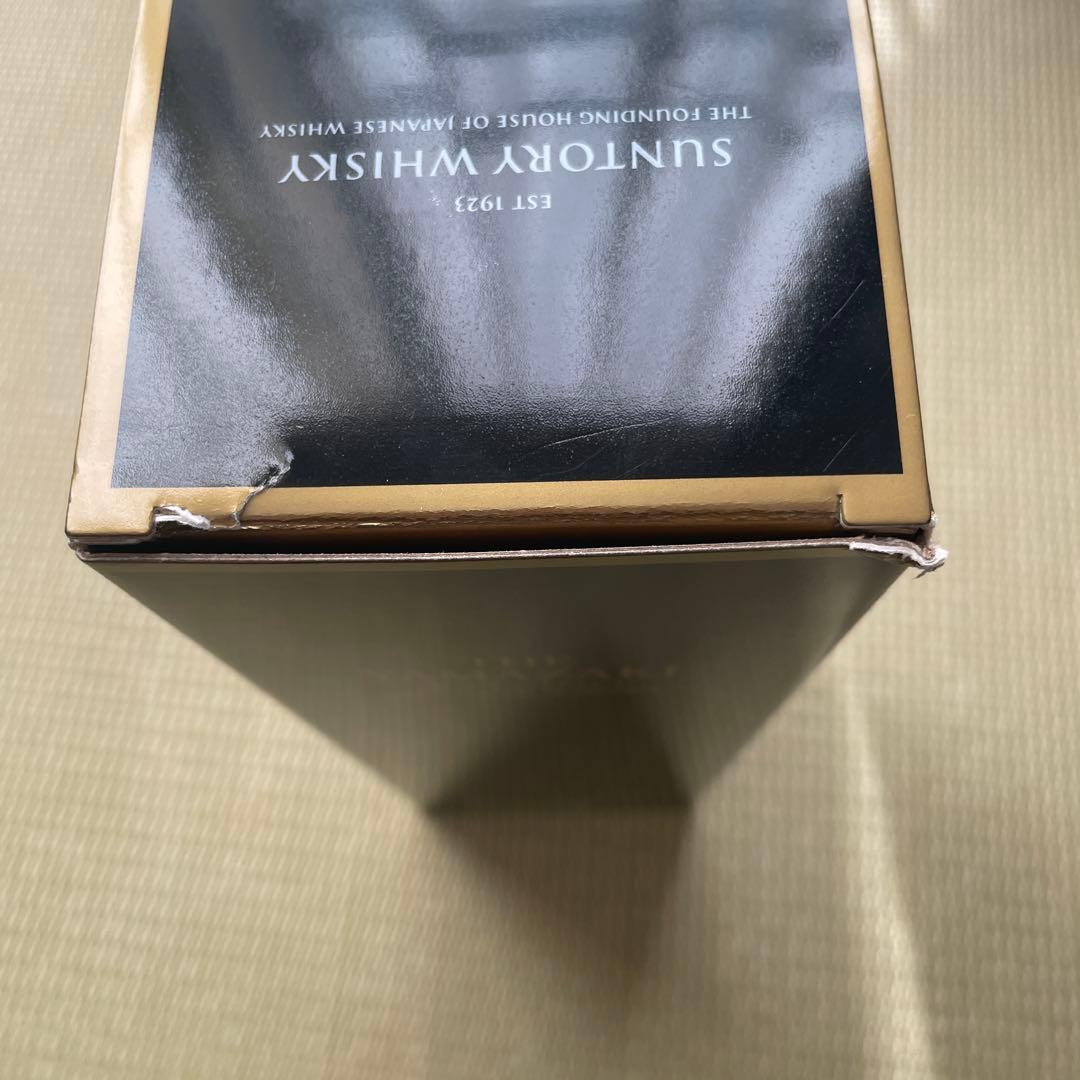 EST 1923
SUNTORY WHISKY
THE FOUNDING HOUSE OF JAPANESE WHISKY